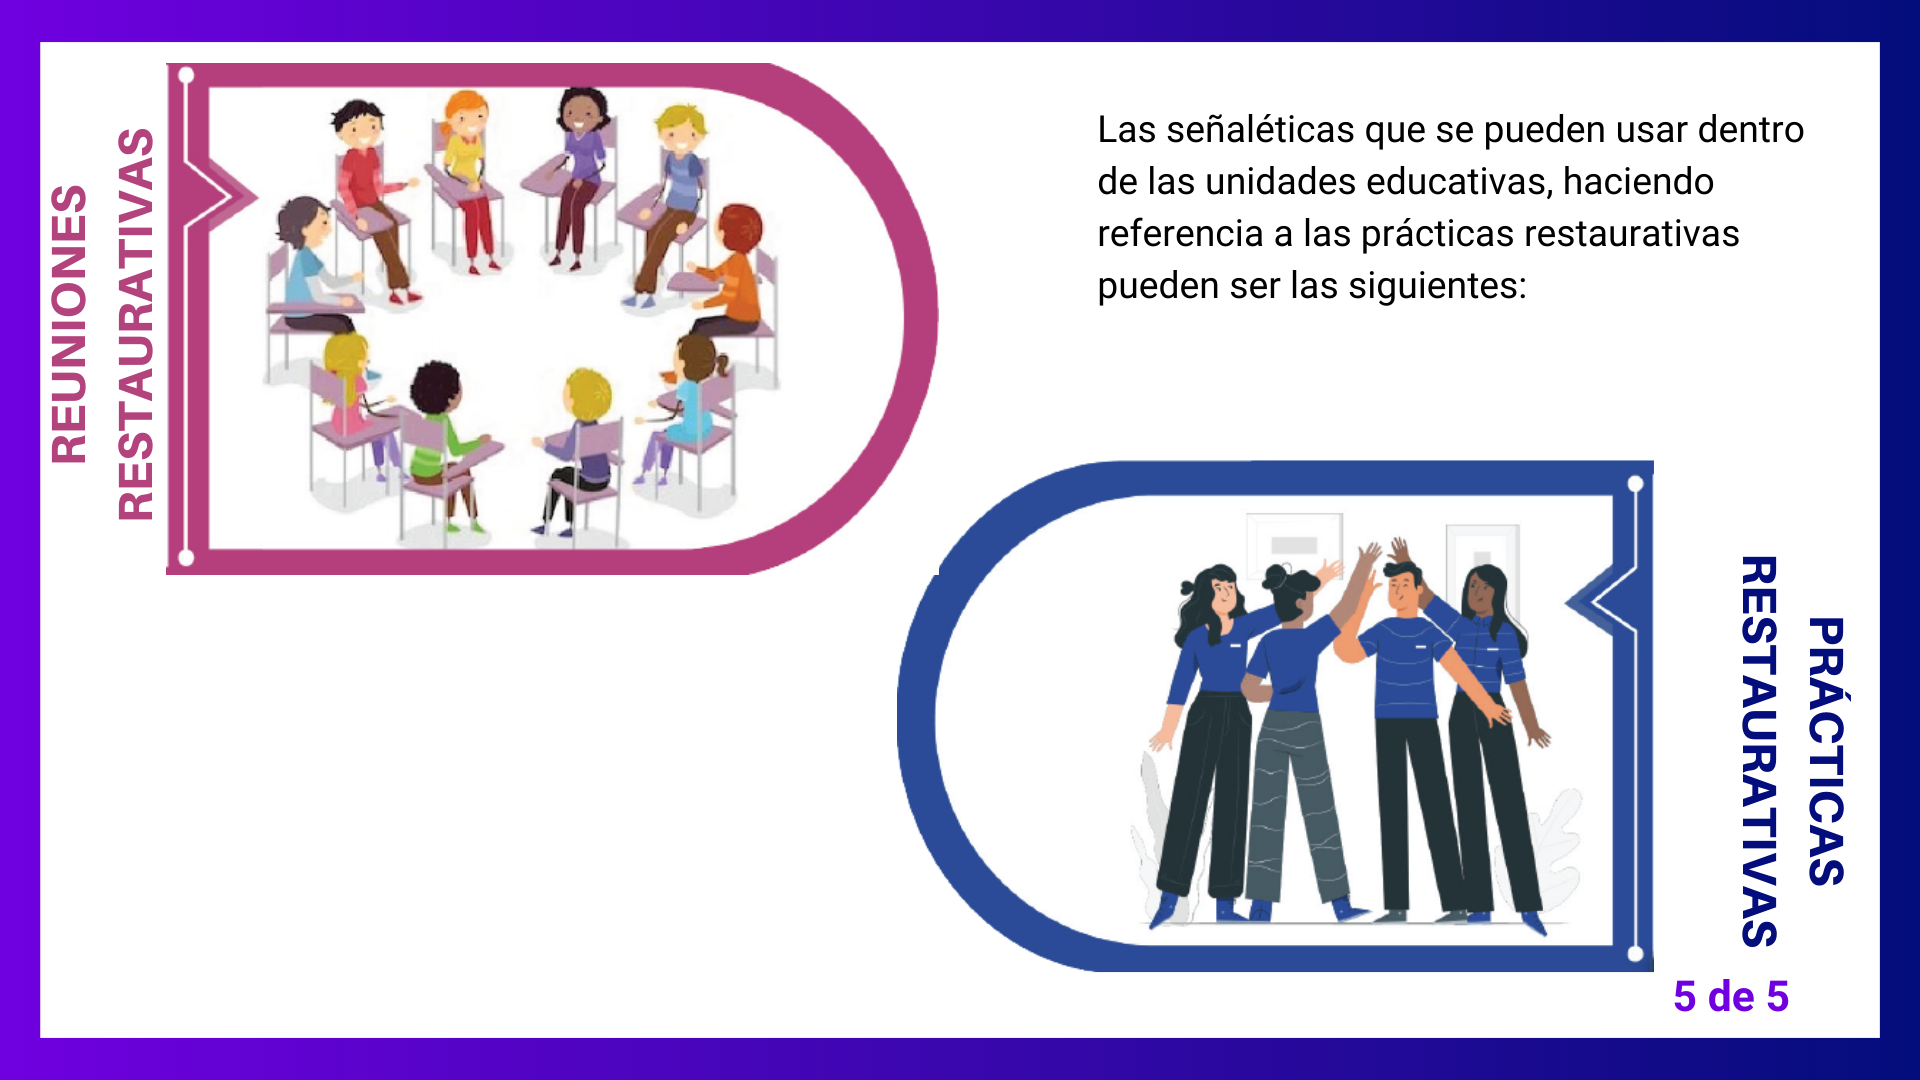 REUNIONES
RESTAURATIVAS
Las señaléticas que se pueden usar dentro
de las unidades educativas, haciendo
referencia a las prácticas restaurativas
pueden ser las siguientes:
PRÁCTICAS
RESTAURATIVAS
5 de 5